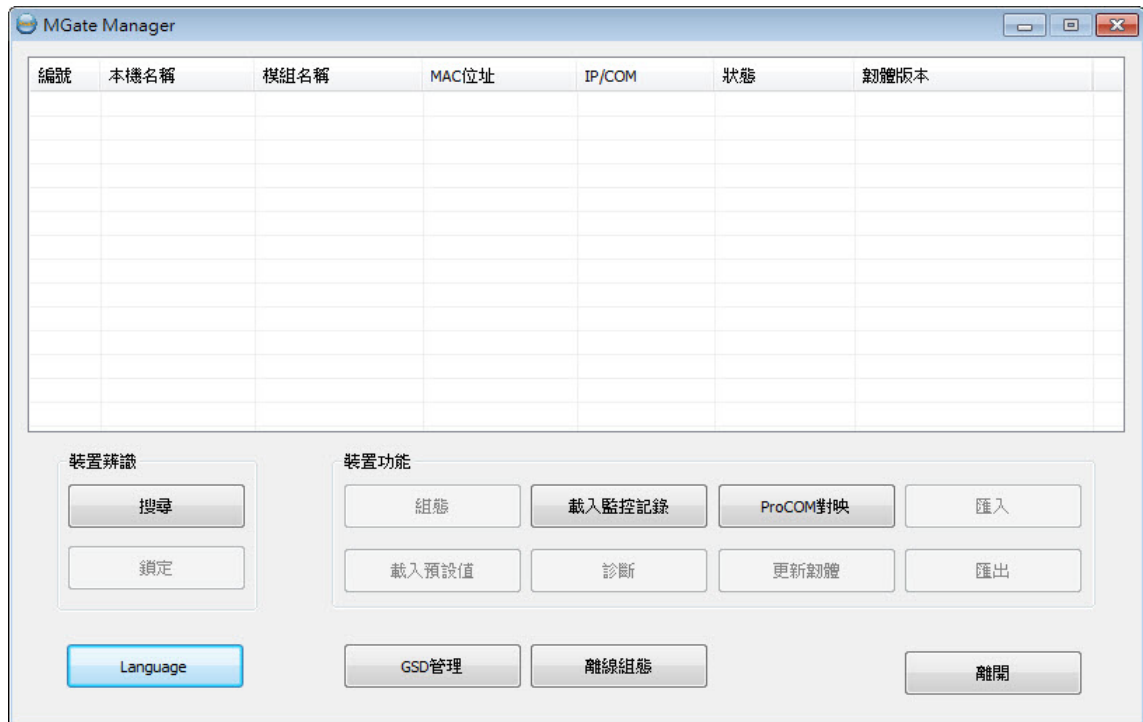 MGate Manager
編號 本機名稱 模組名稱 MAC位址 IP/COM 狀態 韌體版本
裝置辨識 裝置功能
搜尋 組態 載入監控記錄 ProCOM對映 匯入
鎖定 載入預設值 診斷 更新韌體 匯出
Language GSD管理 離線組態 離開